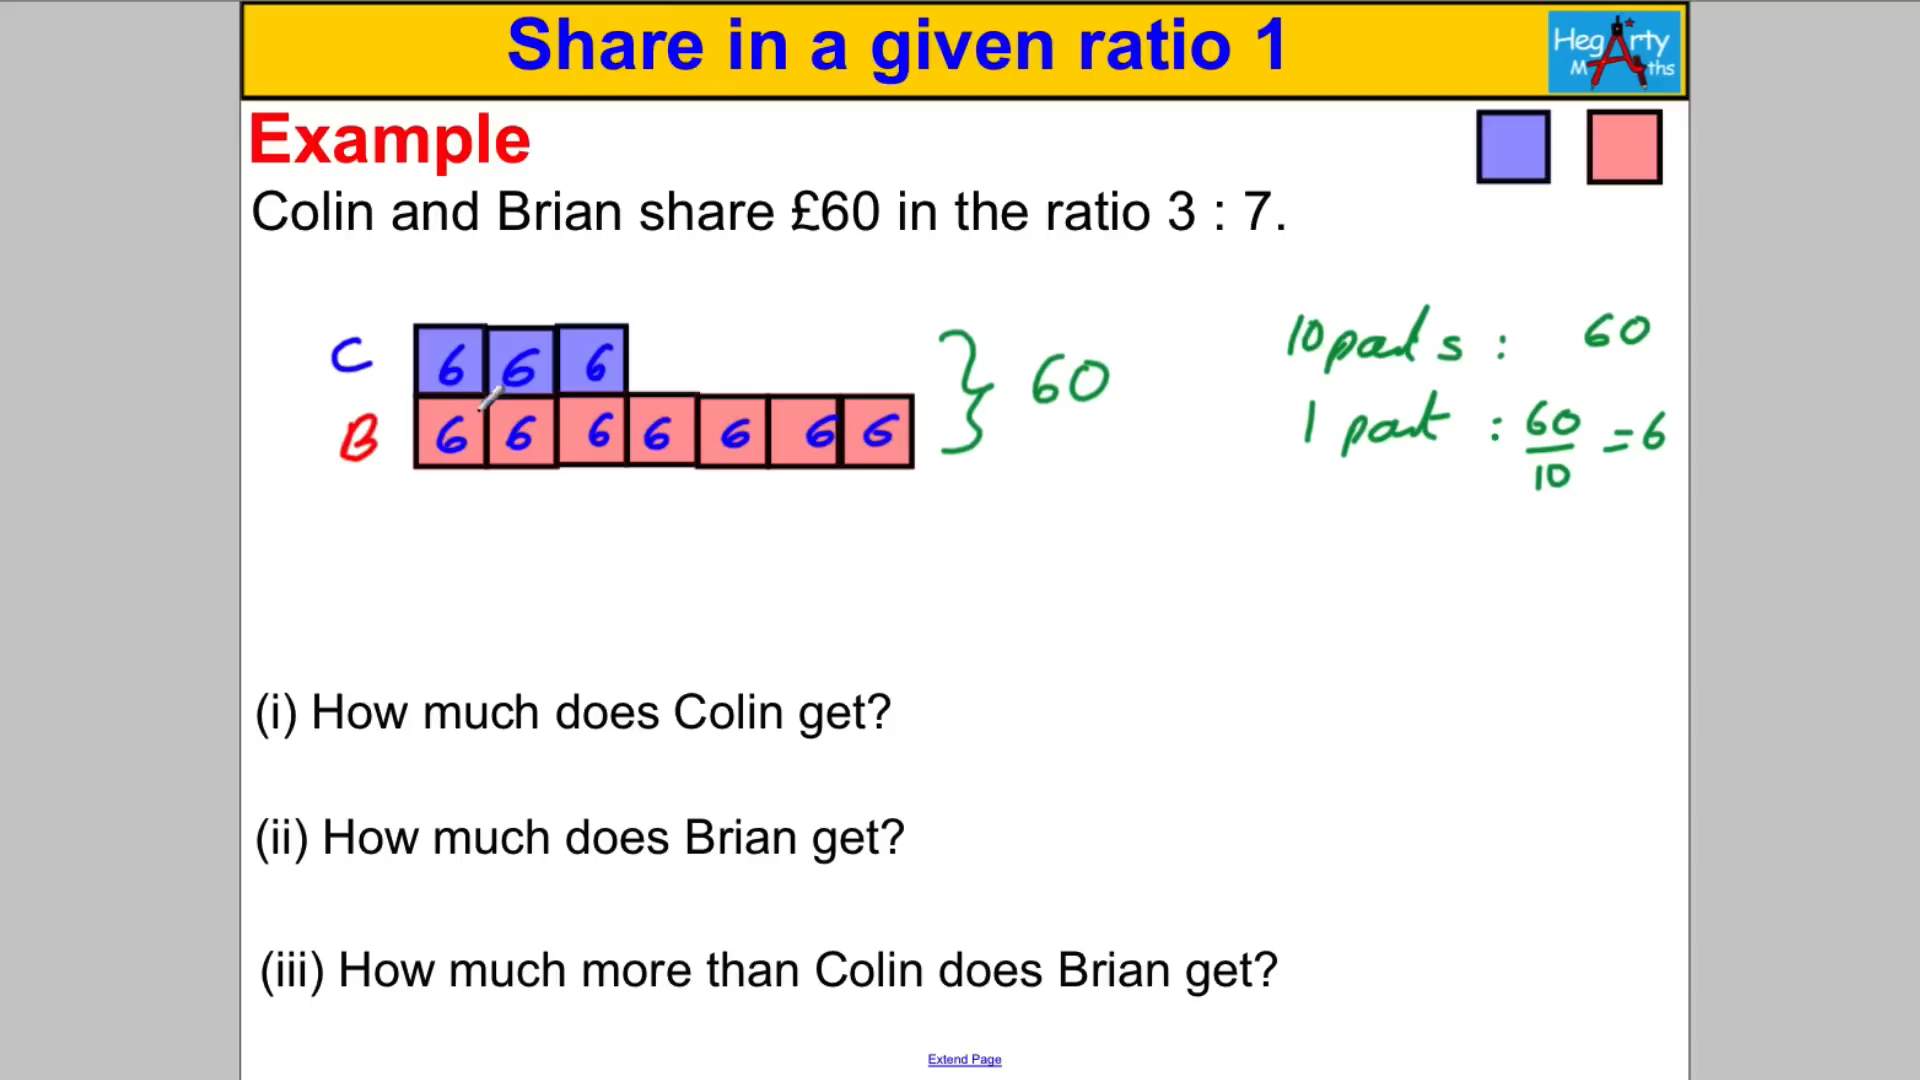 Share in a given ratio 1
Hegarty
Maths
Example
Colin and Brian share £60 in the ratio 3 : 7.
C 6 6 6
B 6 6 6 6 6 6 6
60
10 parts : 60
1 part : 60/10 = 6
(i) How much does Colin get?
(ii) How much does Brian get?
(iii) How much more than Colin does Brian get?
Extend Page